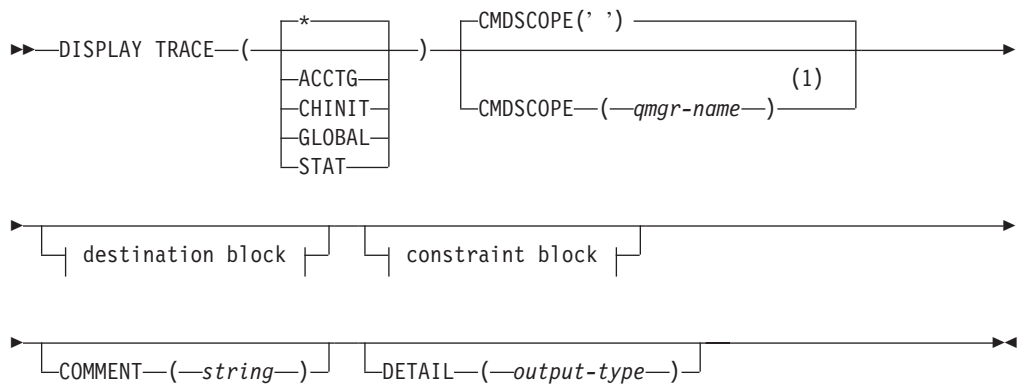 *
CMDSCOPE(’ ’)
DISPLAY TRACE ( )
ACCTG
CHINIT
GLOBAL
STAT
(1)
CMDSCOPE ( qmgr-name )
destination block
constraint block
COMMENT ( string )
DETAIL ( output-type )